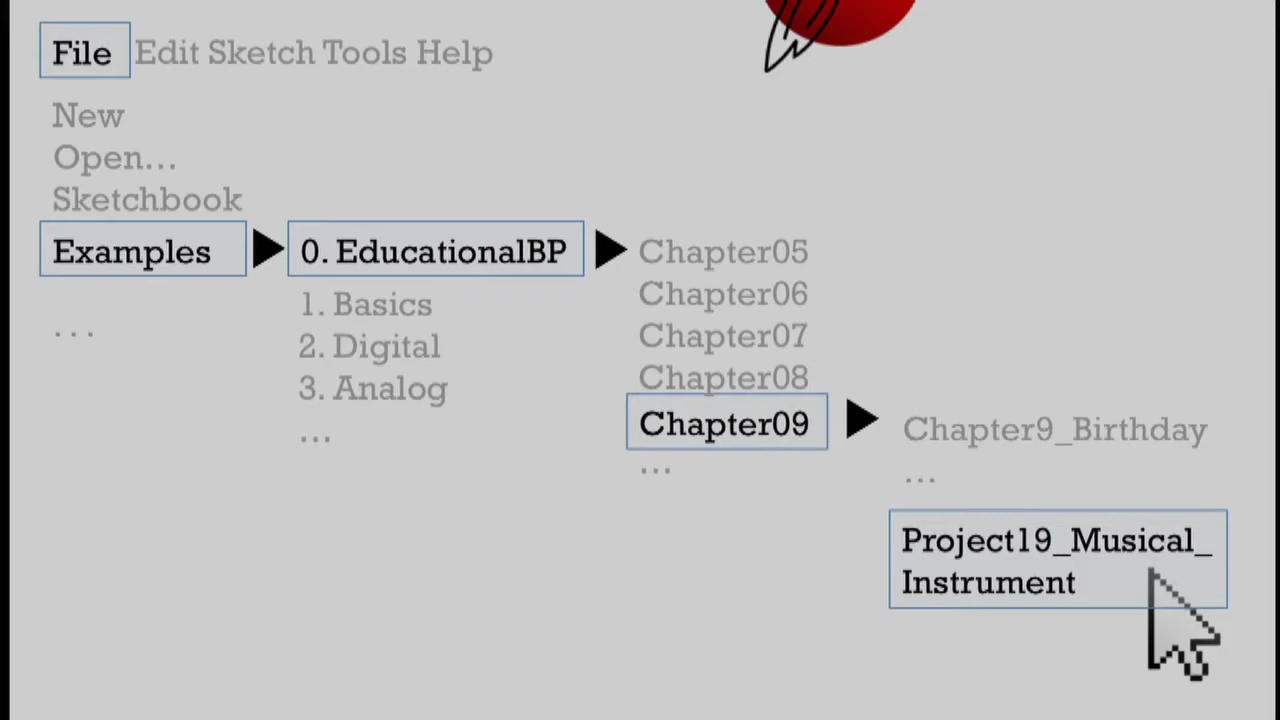 File Edit Sketch Tools Help
New
Open...
Sketchbook
Examples
...
0. EducationalBP
1. Basics
2. Digital
3. Analog
...
Chapter05
Chapter06
Chapter07
Chapter08
Chapter09
...
Chapter9_Birthday
...
Project19_Musical_
Instrument